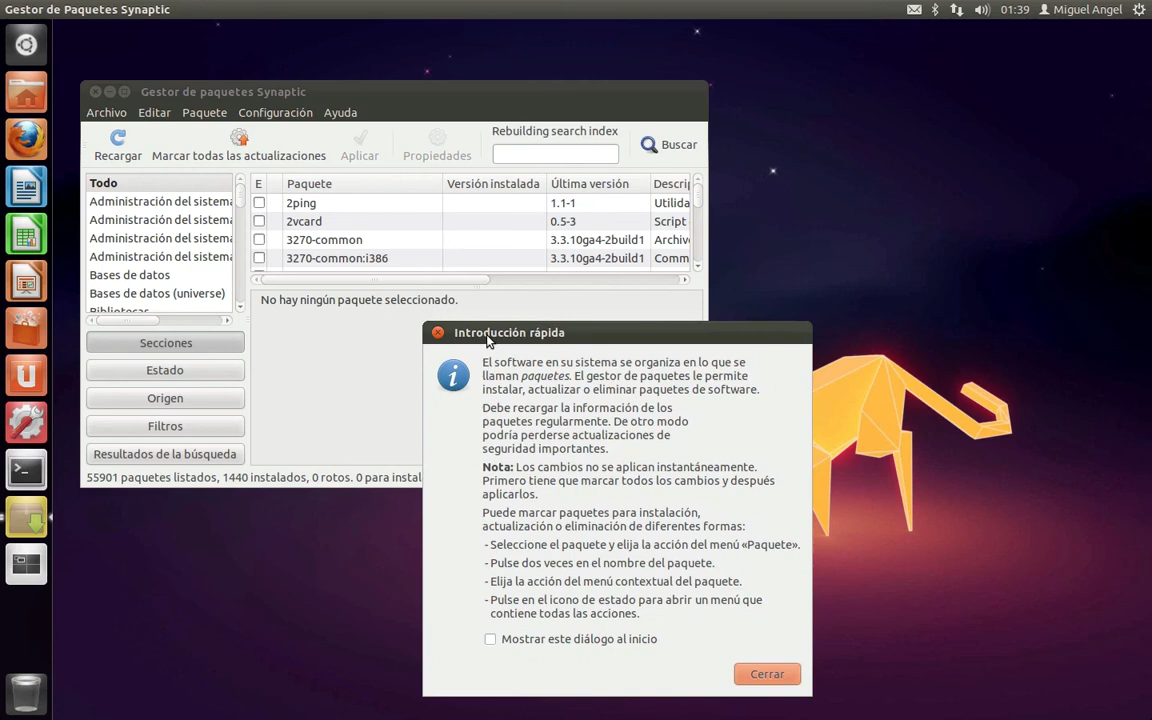 Gestor de Paquetes Synaptic
01:39 Miguel Angel
Gestor de paquetes Synaptic
Archivo Editar Paquete Configuración Ayuda
Recargar
Marcar todas las actualizaciones
Aplicar
Propiedades
Rebuilding search index
Buscar
Todo
Administración del sistema
Administración del sistema
Administración del sistema
Administración del sistema
Bases de datos
Bases de datos (universe)
Bibliotecas
E Paquete Versión instalada Última versión Descrip
2ping 1.1-1 Utilida
2vcard 0.5-3 Script
3270-common 3.3.10ga4-2build1 Archivo
3270-common:i386 3.3.10ga4-2build1 Comm
No hay ningún paquete seleccionado.
Secciones
Estado
Origen
Filtros
Resultados de la búsqueda
55901 paquetes listados, 1440 instalados, 0 rotos. 0 para instal
Introducción rápida
El software en su sistema se organiza en lo que se
llaman paquetes. El gestor de paquetes le permite
instalar, actualizar o eliminar paquetes de software.
Debe recargar la información de los
paquetes regularmente. De otro modo
podría perderse actualizaciones de
seguridad importantes.
Nota: Los cambios no se aplican instantáneamente.
Primero tiene que marcar todos los cambios y después
aplicarlos.
Puede marcar paquetes para instalación,
actualización o eliminación de diferentes formas:
- Seleccione el paquete y elija la acción del menú «Paquete».
- Pulse dos veces en el nombre del paquete.
- Elija la acción del menú contextual del paquete.
- Pulse en el icono de estado para abrir un menú que
contiene todas las acciones.
Mostrar este diálogo al inicio
Cerrar